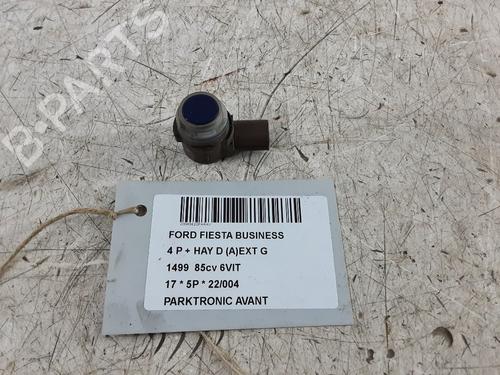 B-PARTS
FORD FIESTA BUSINESS
4 P + HAY D (A)EXT G
1499 85cv 6VIT
17 * 5P * 22/004
PARKTRONIC AVANT